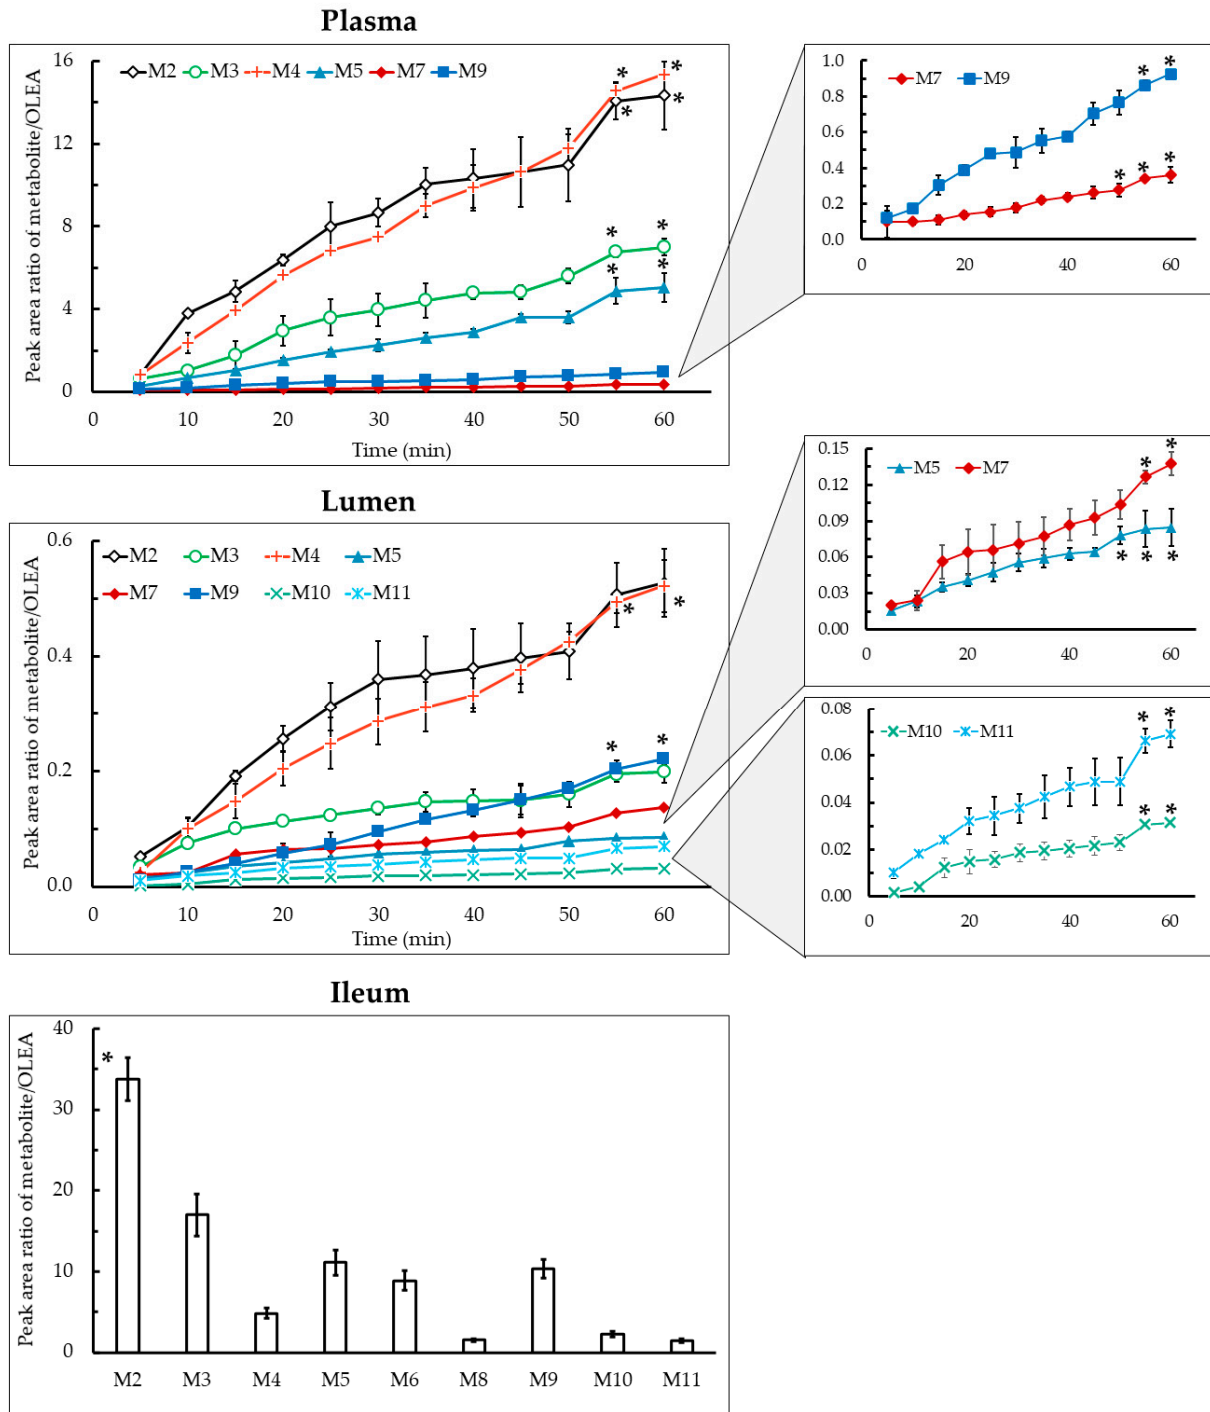 Plasma
Peak area ratio of metabolite/OLEA
M2 M3 M4 M5 M7 M9
16
12
8
4
0
0 10 20 30 40 50 60
Time (min)
* * * * * * * *
M7 M9
1.0
0.8
0.6
0.4
0.2
0.0
20 40 60
* * * * *
Lumen
Peak area ratio of metabolite/OLEA
M2 M3 M4 M5
M7 M9 M10 M11
0.6
0.4
0.2
0.0
0 10 20 30 40 50 60
Time (min)
* * * *
M5 M7
0.15
0.12
0.09
0.06
0.03
0.00
0 20 40 60
* * * * *
M10 M11
0.08
0.06
0.04
0.02
0.00
0 20 40 60
* * * *
Ileum
Peak area ratio of metabolite/OLEA
40
30
20
10
0
*
M2 M3 M4 M5 M6 M8 M9 M10 M11